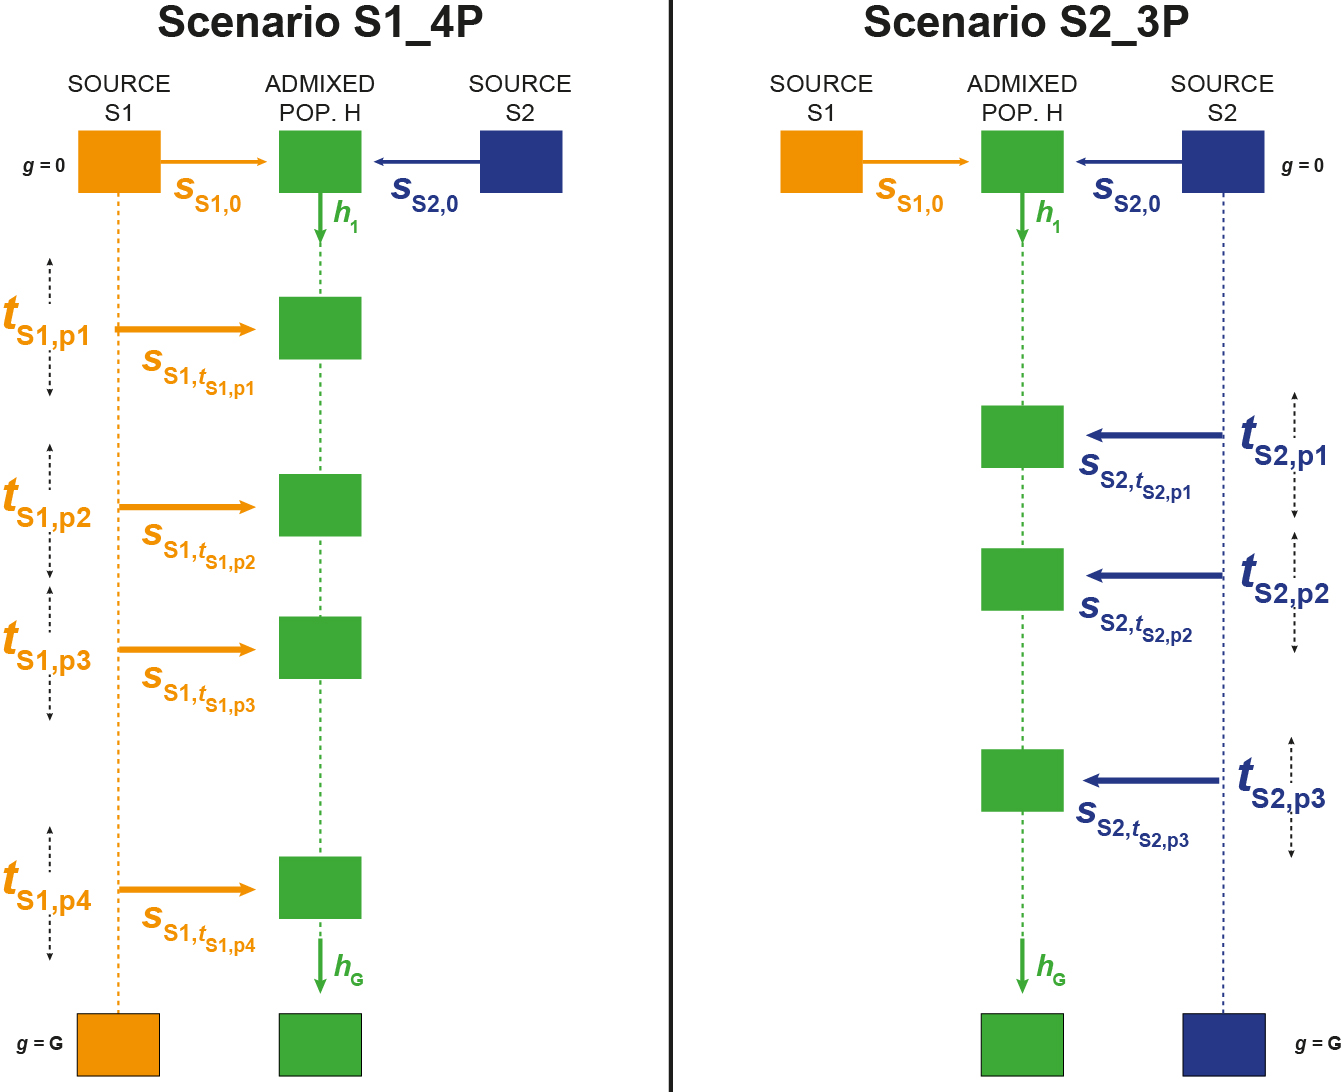 Scenario S1_4P
SOURCE S1
ADMIXED POP. H
SOURCE S2
g = 0
sS1,0
sS2,0
h1
tS1,p1
sS1,tS1,p1
tS1,p2
sS1,tS1,p2
tS1,p3
sS1,tS1,p3
tS1,p4
sS1,tS1,p4
hG
g = G
Scenario S2_3P
SOURCE S1
ADMIXED POP. H
SOURCE S2
g = 0
sS1,0
sS2,0
h1
tS2,p1
sS2,tS2,p1
tS2,p2
sS2,tS2,p2
tS2,p3
sS2,tS2,p3
hG
g = G